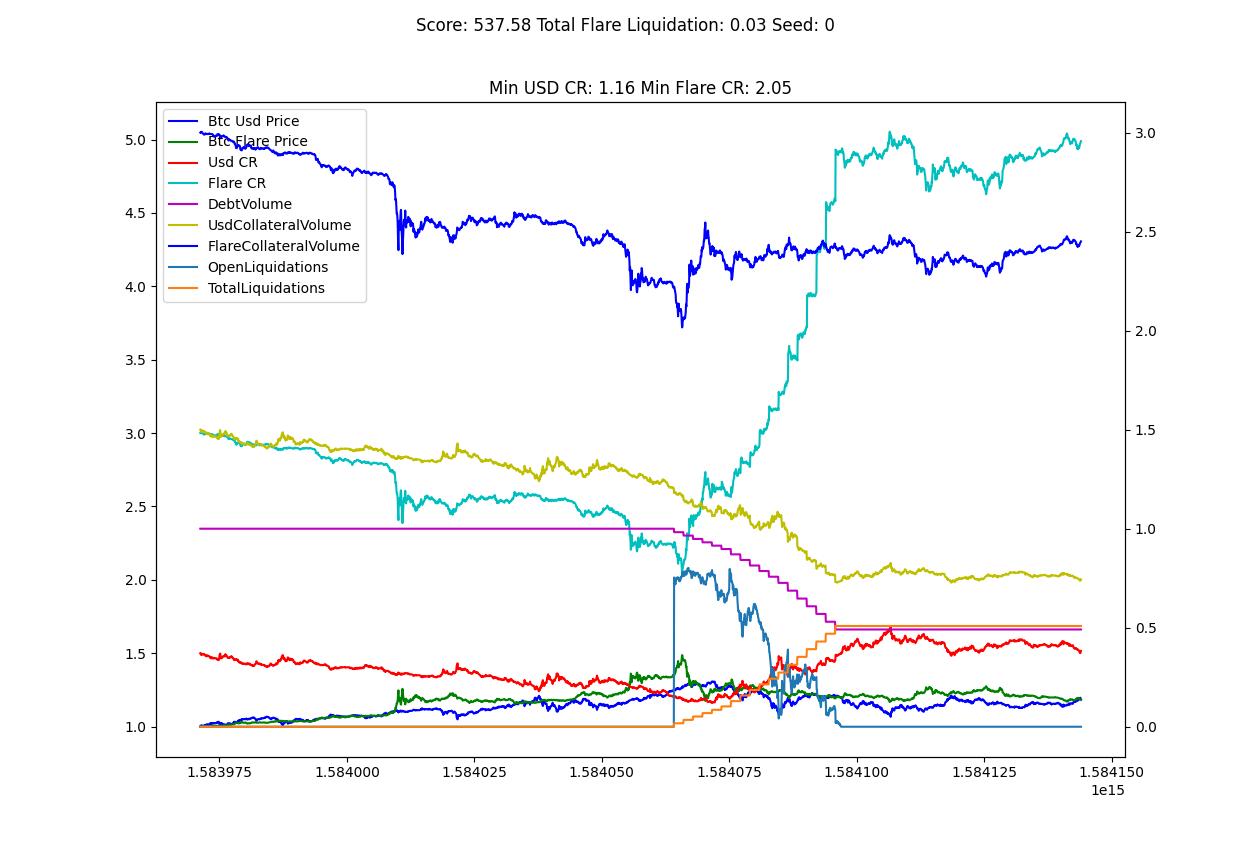 Score: 537.58 Total Flare Liquidation: 0.03 Seed: 0
Min USD CR: 1.16 Min Flare CR: 2.05
Btc Usd Price
Btc Flare Price
Usd CR
Flare CR
DebtVolume
UsdCollateralVolume
FlareCollateralVolume
OpenLiquidations
TotalLiquidations
5.0
4.5
4.0
3.5
3.0
2.5
2.0
1.5
1.0
3.0
2.5
2.0
1.5
1.0
0.5
0.0
1.583975 1.584000 1.584025 1.584050 1.584075 1.584100 1.584125 1.584150
1e15